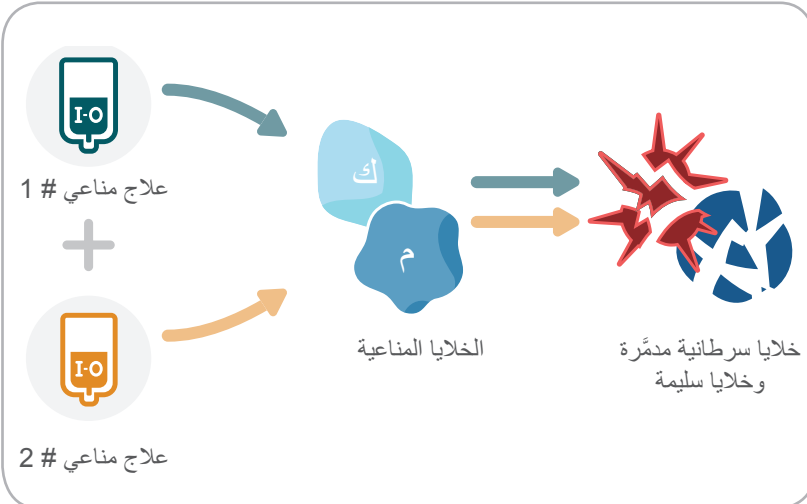 I-O
علاج مناعي # 1
I-O
علاج مناعي # 2
ك
م
الخلايا المناعية
خلايا سرطانية مدمَّرة
وخلايا سليمة